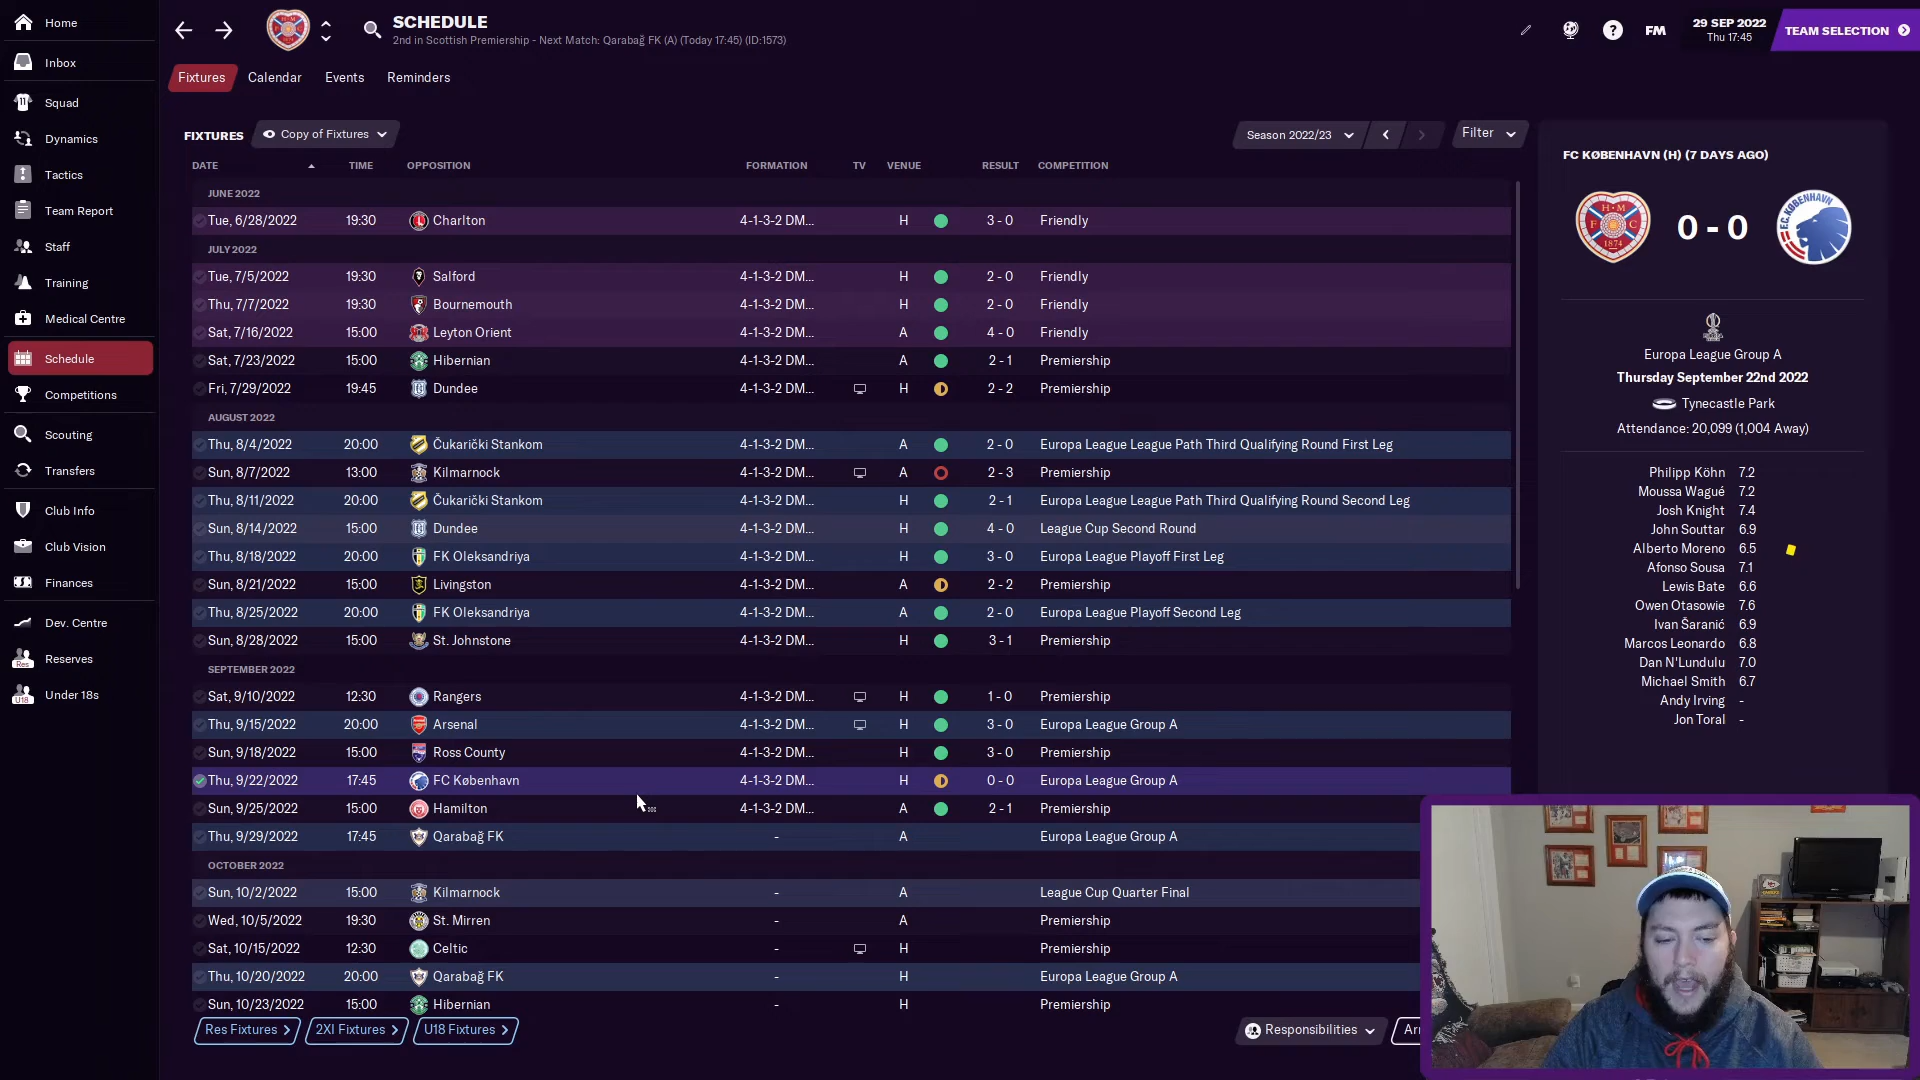 Home
Inbox
Squad
Dynamics
Tactics
Team Report
Staff
Training
Medical Centre
Schedule
Competitions
Scouting
Transfers
Club Info
Club Vision
Finances
Dev. Centre
Reserves
Under 18s
SCHEDULE
2nd in Scottish Premiership - Next Match: Qarabağ FK (A) (Today 17:45) (ID:1573)
FM
29 SEP 2022
Thu 17:45
TEAM SELECTION
Fixtures Calendar Events Reminders
FIXTURES Copy of Fixtures Season 2022/23 Filter
DATE TIME OPPOSITION FORMATION TV VENUE RESULT COMPETITION
JUNE 2022
Tue, 6/28/2022 19:30 Charlton 4-1-3-2 DM... H 3 - 0 Friendly
JULY 2022
Tue, 7/5/2022 19:30 Salford 4-1-3-2 DM... H 2 - 0 Friendly
Thu, 7/7/2022 19:30 Bournemouth 4-1-3-2 DM... H 2 - 0 Friendly
Sat, 7/16/2022 15:00 Leyton Orient 4-1-3-2 DM... A 4 - 0 Friendly
Sat, 7/23/2022 15:00 Hibernian 4-1-3-2 DM... A 2 - 1 Premiership
Fri, 7/29/2022 19:45 Dundee 4-1-3-2 DM... H 2 - 2 Premiership
AUGUST 2022
Thu, 8/4/2022 20:00 Čukarički Stankom 4-1-3-2 DM... A 2 - 0 Europa League League Path Third Qualifying Round First Leg
Sun, 8/7/2022 13:00 Kilmarnock 4-1-3-2 DM... A 2 - 3 Premiership
Thu, 8/11/2022 20:00 Čukarički Stankom 4-1-3-2 DM... H 2 - 1 Europa League League Path Third Qualifying Round Second Leg
Sun, 8/14/2022 15:00 Dundee 4-1-3-2 DM... H 4 - 0 League Cup Second Round
Thu, 8/18/2022 20:00 FK Oleksandriya 4-1-3-2 DM... H 3 - 0 Europa League Playoff First Leg
Sun, 8/21/2022 15:00 Livingston 4-1-3-2 DM... A 2 - 2 Premiership
Thu, 8/25/2022 20:00 FK Oleksandriya 4-1-3-2 DM... A 2 - 0 Europa League Playoff Second Leg
Sun, 8/28/2022 15:00 St. Johnstone 4-1-3-2 DM... H 3 - 1 Premiership
SEPTEMBER 2022
Sat, 9/10/2022 12:30 Rangers 4-1-3-2 DM... H 1 - 0 Premiership
Thu, 9/15/2022 20:00 Arsenal 4-1-3-2 DM... H 3 - 0 Europa League Group A
Sun, 9/18/2022 15:00 Ross County 4-1-3-2 DM... H 3 - 0 Premiership
Thu, 9/22/2022 17:45 FC København 4-1-3-2 DM... H 0 - 0 Europa League Group A
Sun, 9/25/2022 15:00 Hamilton 4-1-3-2 DM... A 2 - 1 Premiership
Thu, 9/29/2022 17:45 Qarabağ FK - A Europa League Group A
OCTOBER 2022
Sun, 10/2/2022 15:00 Kilmarnock - A League Cup Quarter Final
Wed, 10/5/2022 19:30 St. Mirren - A Premiership
Sat, 10/15/2022 12:30 Celtic - H Premiership
Thu, 10/20/2022 20:00 Qarabağ FK - H Europa League Group A
Sun, 10/23/2022 15:00 Hibernian - H Premiership
Res Fixtures 2XI Fixtures U18 Fixtures Responsibilities Ar
FC KØBENHAVN (H) (7 DAYS AGO)
0 - 0
Europa League Group A
Thursday September 22nd 2022
Tynecastle Park
Attendance: 20,099 (1,004 Away)
Philipp Köhn 7.2
Moussa Wagué 7.2
Josh Knight 7.4
John Souttar 6.9
Alberto Moreno 6.5
Afonso Sousa 7.1
Lewis Bate 6.6
Owen Otasowie 7.6
Ivan Šaranić 6.9
Marcos Leonardo 6.8
Dan N'Lundulu 7.0
Michael Smith 6.7
Andy Irving -
Jon Toral -